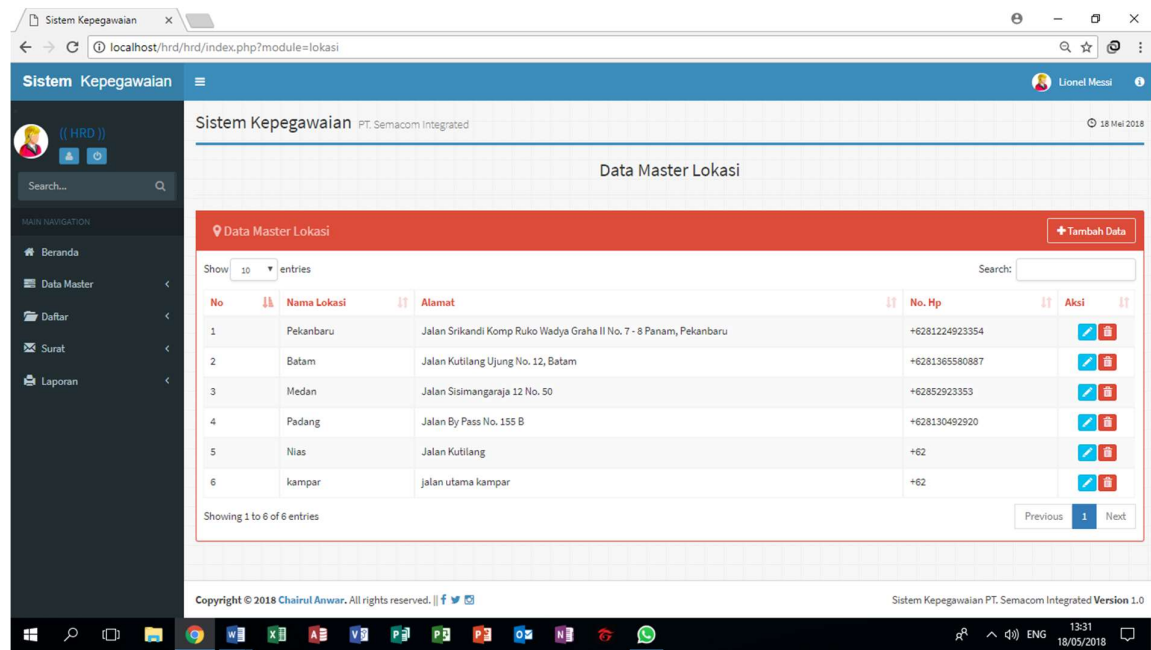 Sistem Kepegawaian
localhost/hrd/hrd/index.php?module=lokasi
Sistem Kepegawaian
Lionel Messi
(( HRD ))
Search...
MAIN NAVIGATION
Beranda
Data Master
Daftar
Surat
Laporan
Sistem Kepegawaian PT. Semacom Integrated
18 Mei 2018
Data Master Lokasi
Data Master Lokasi
Tambah Data
Show 10 entries
Search:
No Nama Lokasi Alamat No. Hp Aksi
1 Pekanbaru Jalan Srikandi Komp Ruko Wadya Graha II No. 7 - 8 Panam, Pekanbaru +6281224923354
2 Batam Jalan Kutilang Ujung No. 12, Batam +6281365580887
3 Medan Jalan Sisimangaraja 12 No. 50 +62852923353
4 Padang Jalan By Pass No. 155 B +628130492920
5 Nias Jalan Kutilang +62
6 kampar jalan utama kampar +62
Showing 1 to 6 of 6 entries
Previous 1 Next
Copyright © 2018 Chairul Anwar. All rights reserved. ||
Sistem Kepegawaian PT. Semacom Integrated Version 1.0
ENG
13:31
18/05/2018